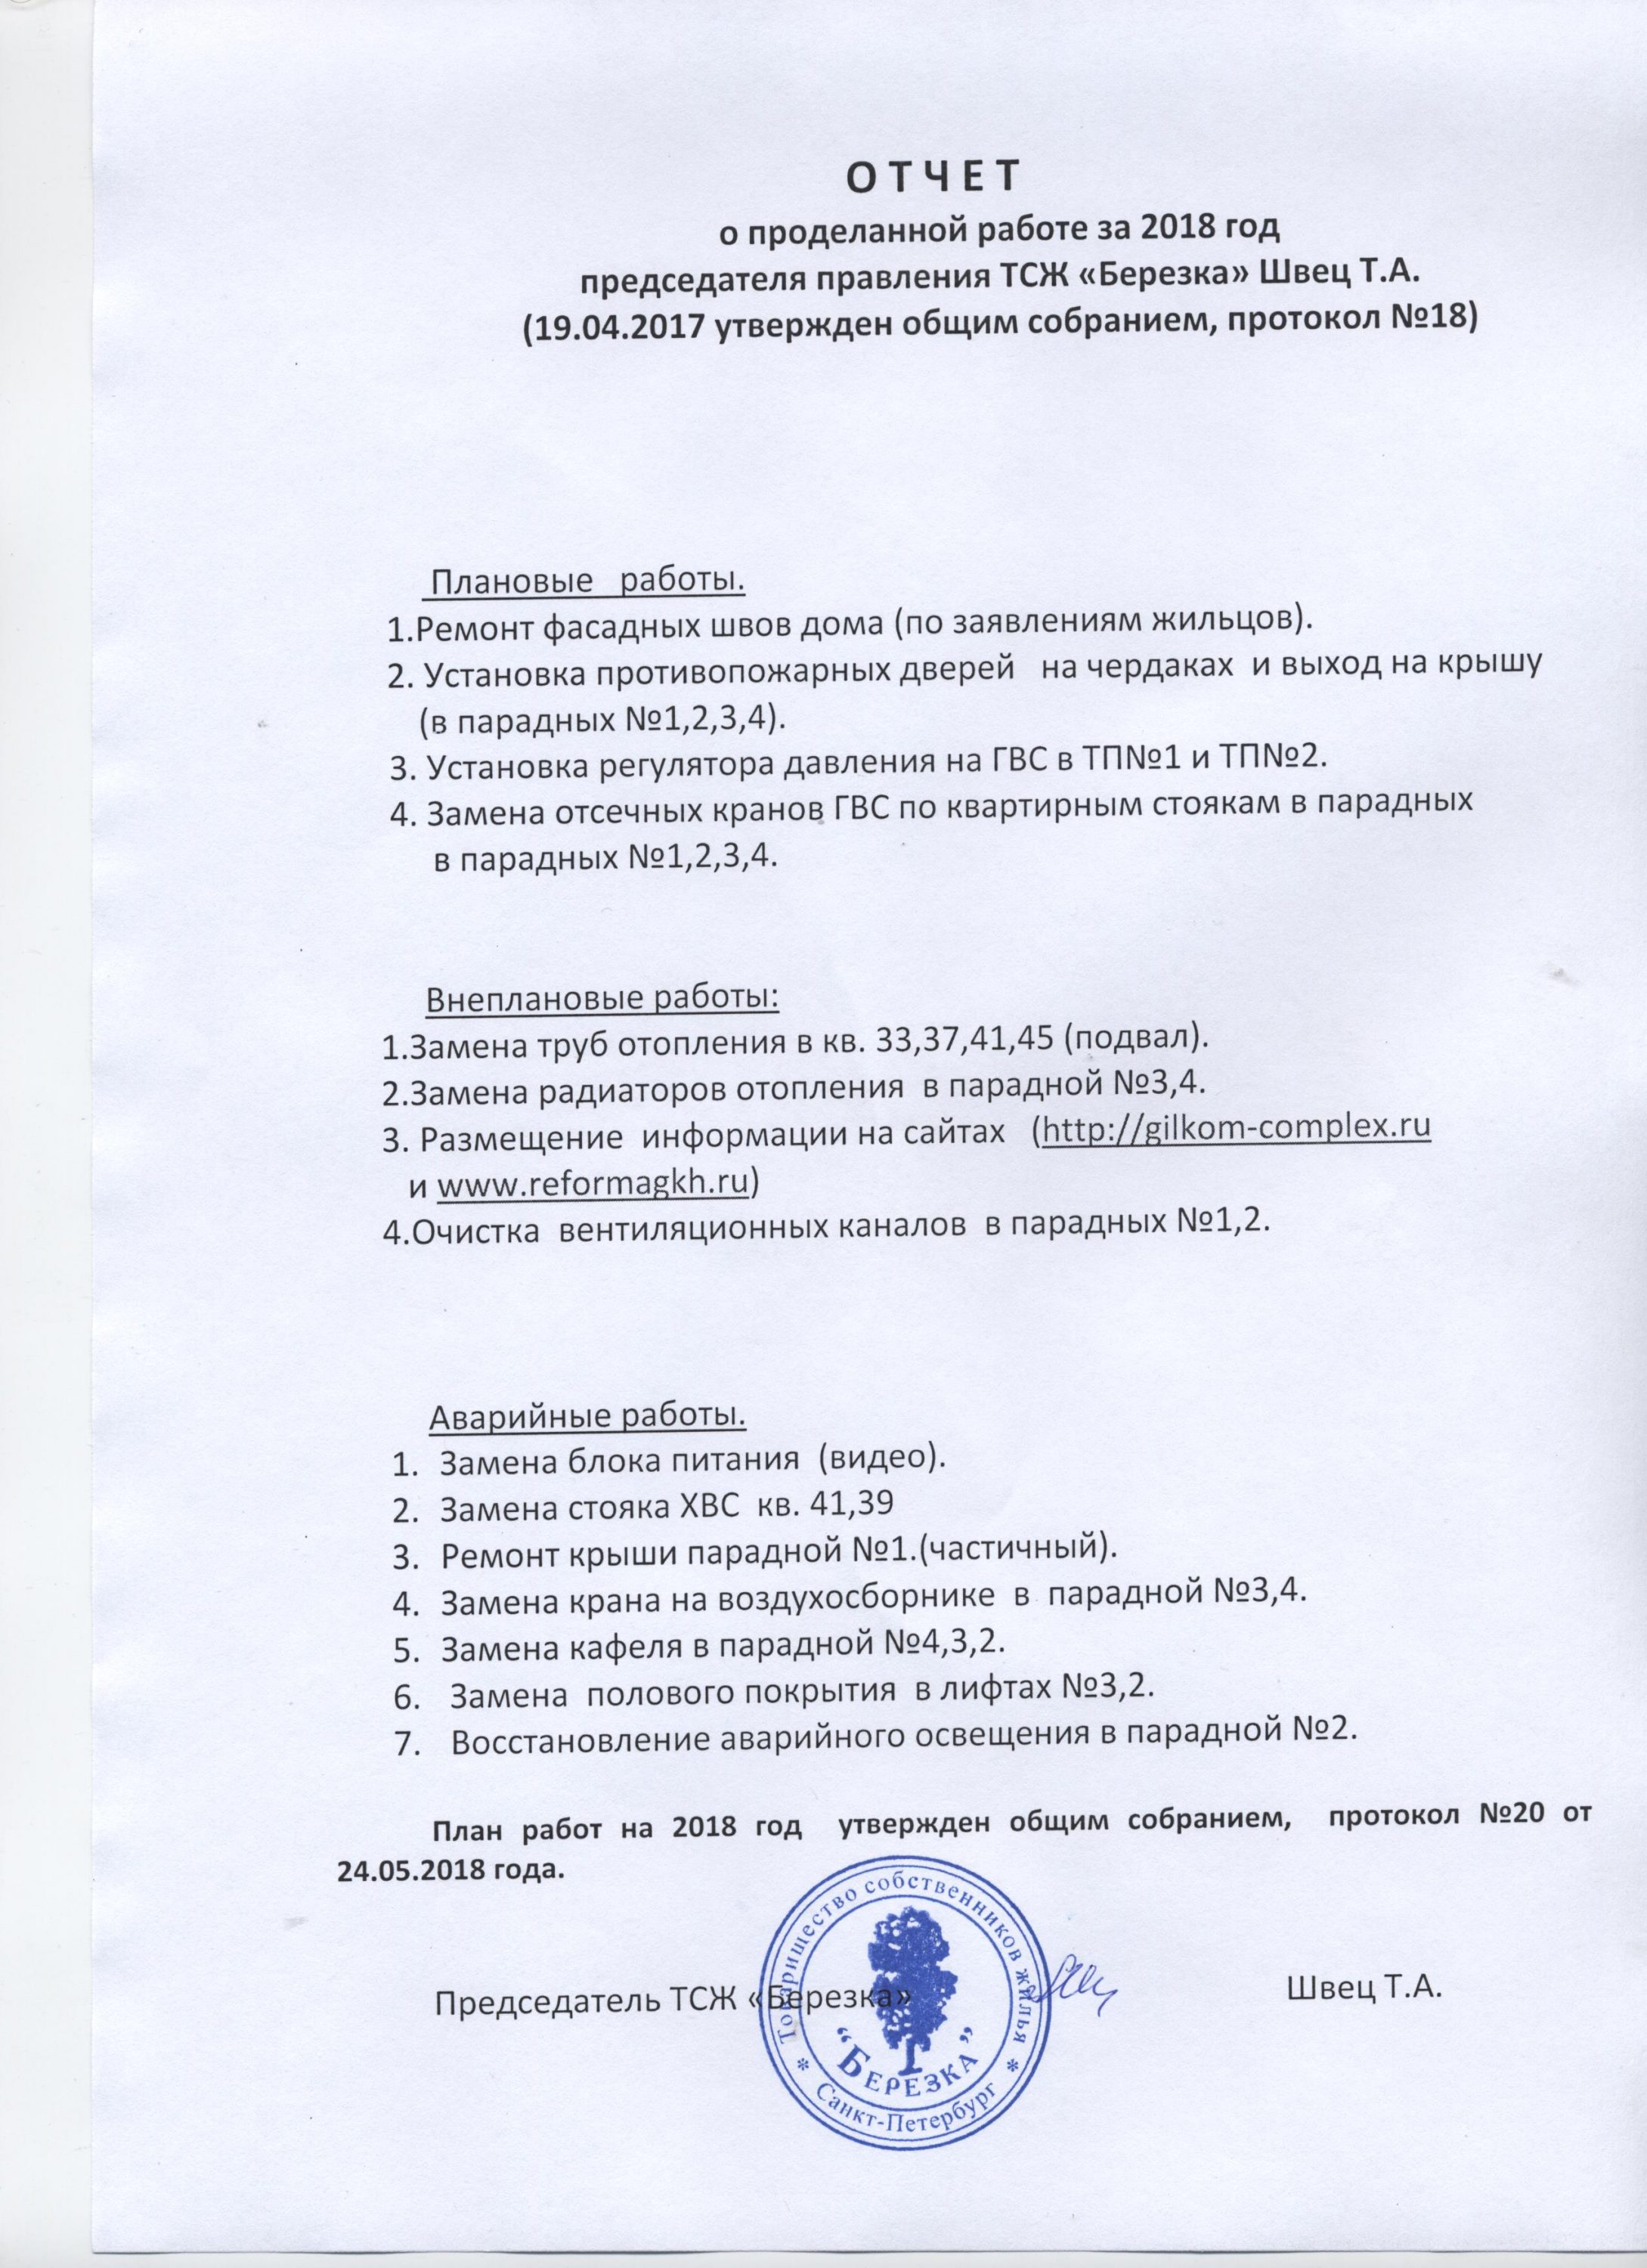 О Т Ч Е Т
о проделанной работе за 2018 год
председателя правления ТСЖ «Березка» Швец Т.А.
(19.04.2017 утвержден общим собранием, протокол №18)
Плановые работы.
1.Ремонт фасадных швов дома (по заявлениям жильцов).
2. Установка противопожарных дверей на чердаках и выход на крышу
(в парадных №1,2,3,4).
3. Установка регулятора давления на ГВС в ТП№1 и ТП№2.
4. Замена отсечных кранов ГВС по квартирным стоякам в парадных
в парадных №1,2,3,4.
Внеплановые работы:
1.Замена труб отопления в кв. 33,37,41,45 (подвал).
2.Замена радиаторов отопления в парадной №3,4.
3. Размещение информации на сайтах (http://gilkom-complex.ru
и www.reformagkh.ru)
4.Очистка вентиляционных каналов в парадных №1,2.
Аварийные работы.
1. Замена блока питания (видео).
2. Замена стояка ХВС кв. 41,39
3. Ремонт крыши парадной №1.(частичный).
4. Замена крана на воздухосборнике в парадной №3,4.
5. Замена кафеля в парадной №4,3,2.
6. Замена полового покрытия в лифтах №3,2.
7. Восстановление аварийного освещения в парадной №2.
План работ на 2018 год утвержден общим собранием, протокол №20 от
24.05.2018 года.
Председатель ТСЖ «Березка» Швец Т.А.
Товарищество собственников жилья
“БЕРЕЗКА”
* Санкт-Петербург *